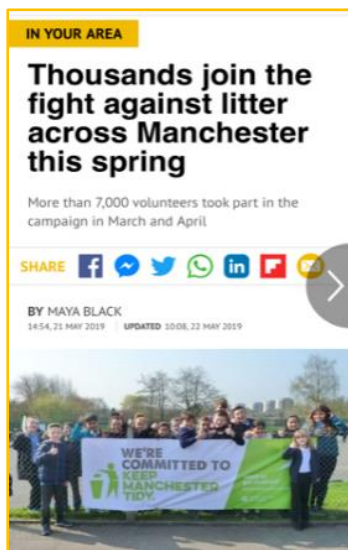 IN YOUR AREA
Thousands join the
fight against litter
across Manchester
this spring
More than 7,000 volunteers took part in the
campaign in March and April
SHARE
BY MAYA BLACK
14:54, 21 MAY 2019 UPDATED 10:08, 22 MAY 2019
WE'RE
COMMITTED TO
KEEP
MANCHESTER
TIDY.